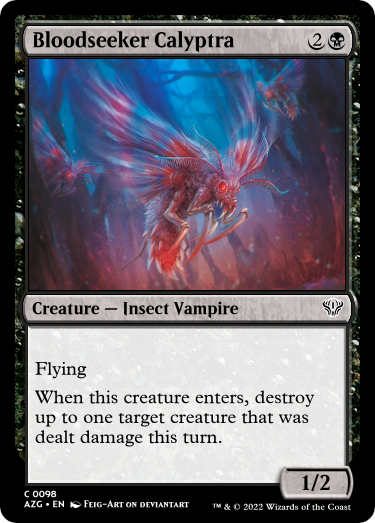 Bloodseeker Calyptra 2
Creature — Insect Vampire
Flying
When this creature enters, destroy
up to one target creature that was
dealt damage this turn.
1/2
C 0098
AZG • EN Feig-Art on deviantart
™ & © 2022 Wizards of the Coast